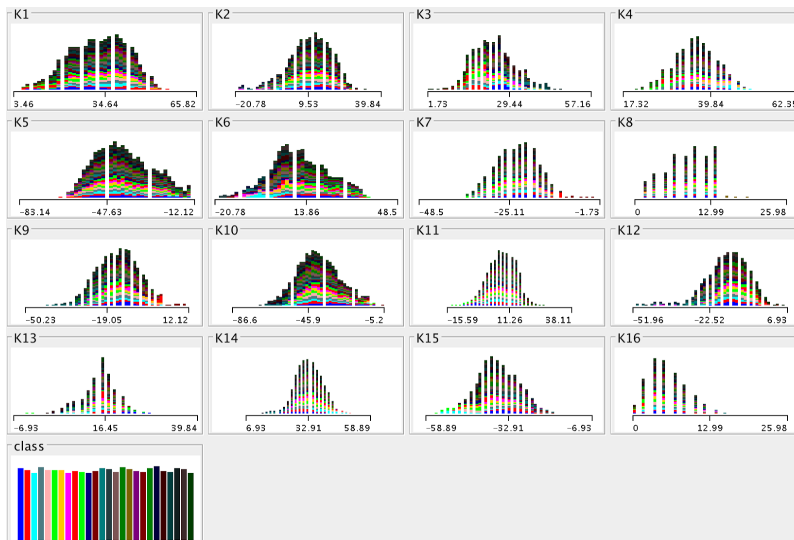 K1 K2 K3 K4
3.46 34.64 65.82 -20.78 9.53 39.84 1.73 29.44 57.16 17.32 39.84 62.35
K5 K6 K7 K8
-83.14 -47.63 -12.12 -20.78 13.86 48.5 -48.5 -25.11 -1.73 0 12.99 25.98
K9 K10 K11 K12
-50.23 -19.05 12.12 -86.6 -45.9 -5.2 -15.59 11.26 38.11 -51.96 -22.52 6.93
K13 K14 K15 K16
-6.93 16.45 39.84 6.93 32.91 58.89 -58.89 -32.91 -6.93 0 12.99 25.98
class